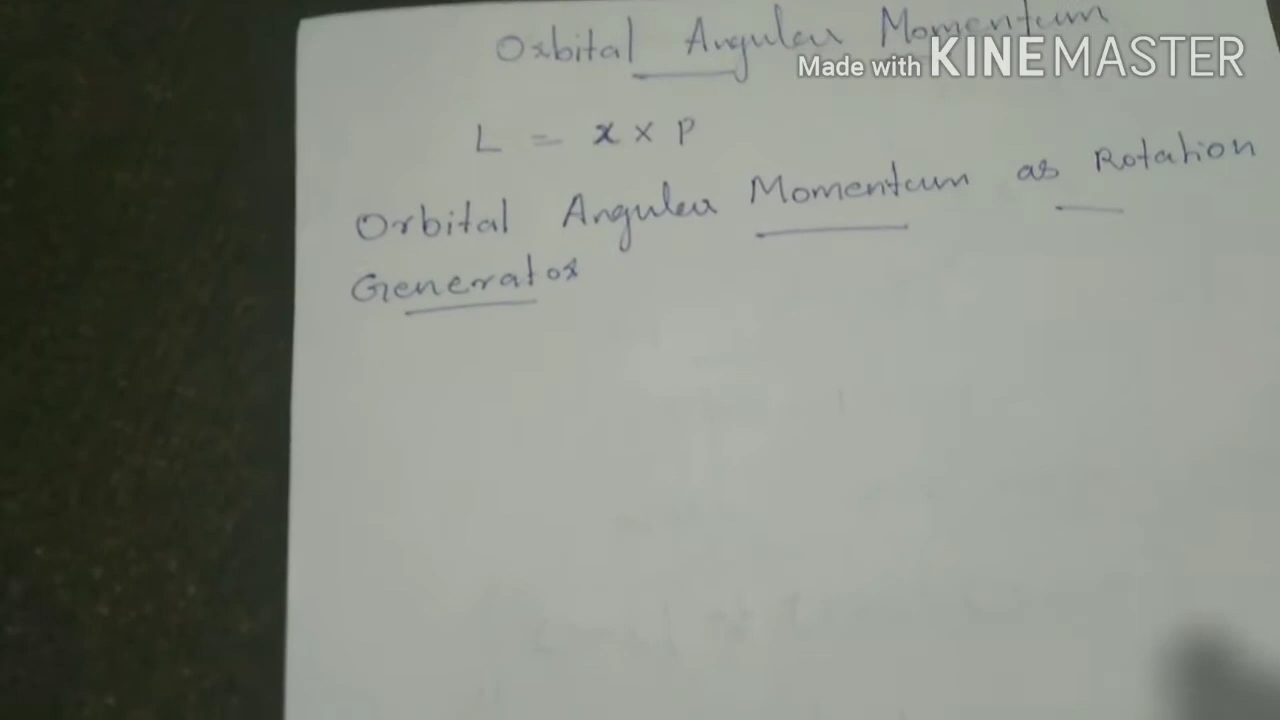 Orbital Angular Momentum
Made with KINEMASTER
L = x × P
Orbital Angular Momentum as Rotation
Generator